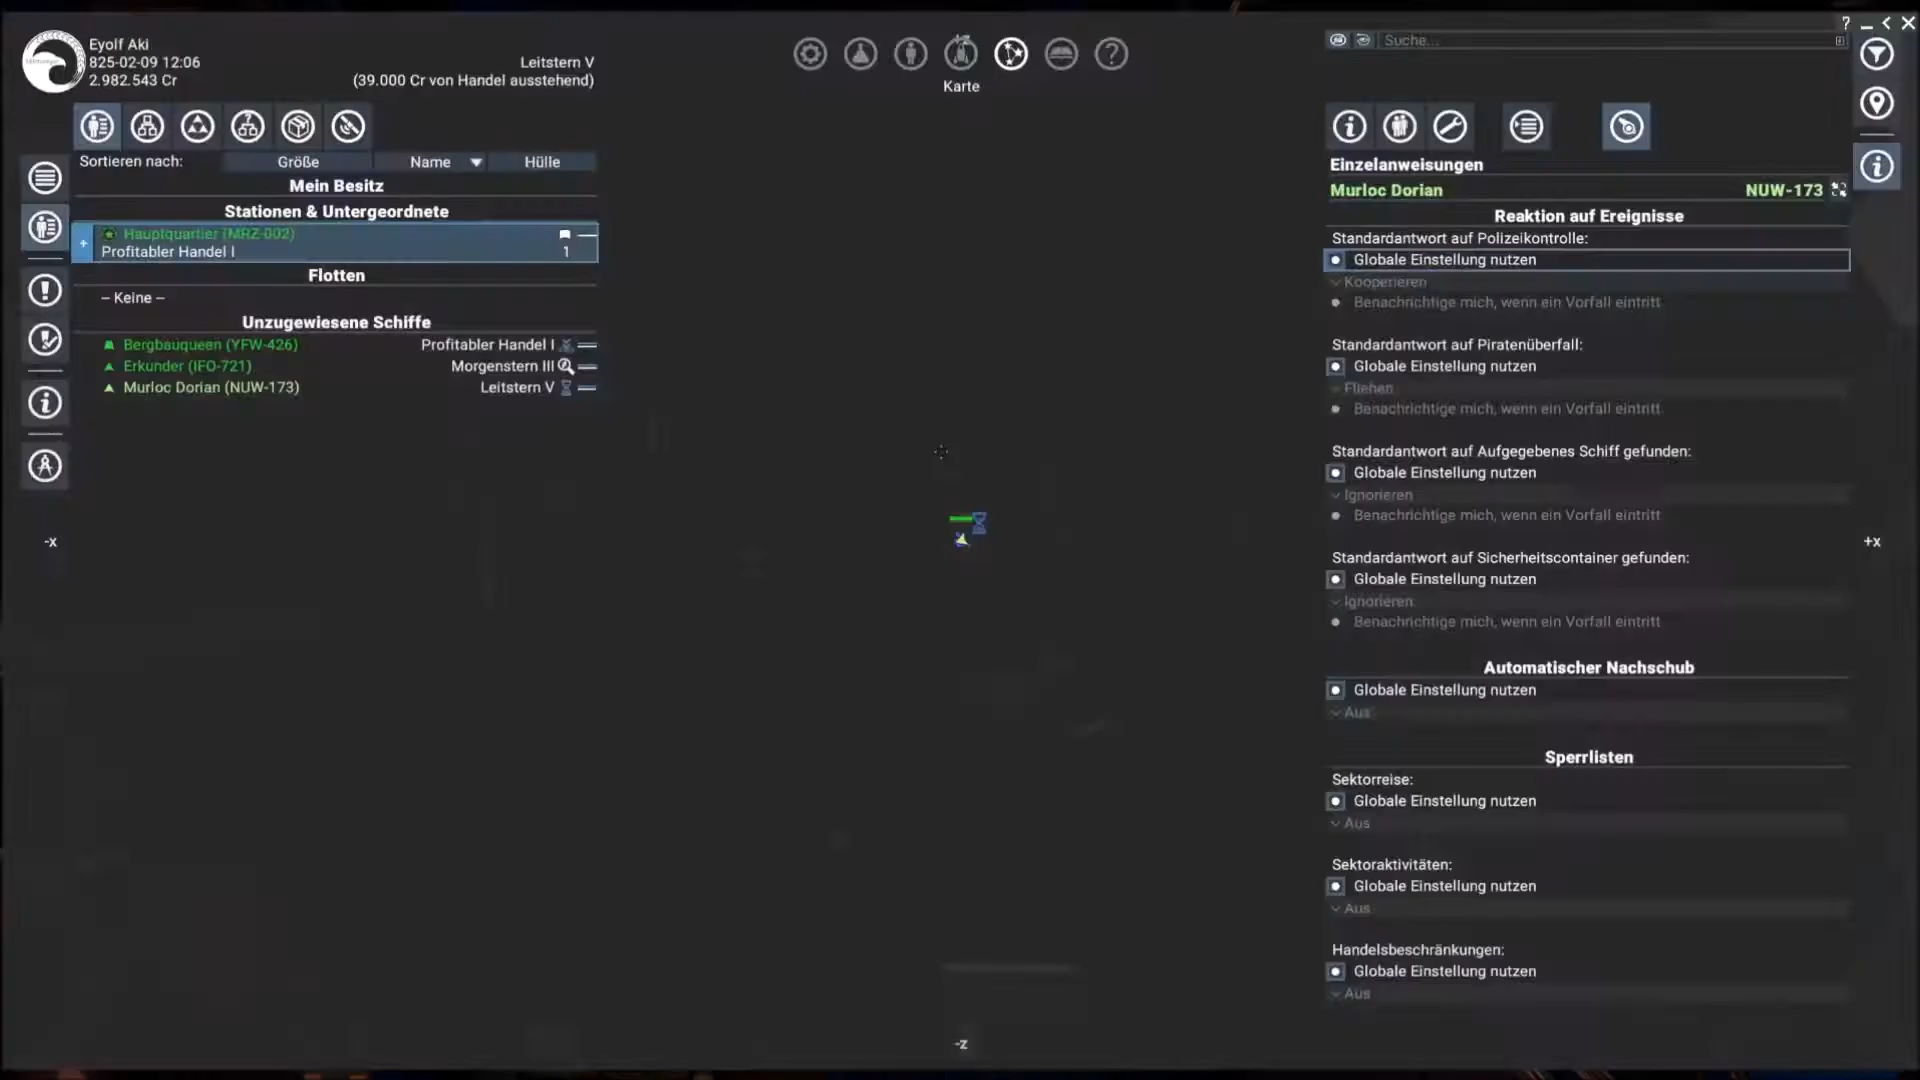 Eyolf Aki
825-02-09 12:06
2.982.543 Cr
Leitstern V
(39.000 Cr von Handel ausstehend)
Karte
Suche...
Sortieren nach:
Größe
Name
Hülle
Mein Besitz
Stationen & Untergeordnete
Hauptquartier (MRZ-002)
Profitabler Handel I
1
Flotten
– Keine –
Unzugewiesene Schiffe
Bergbauqueen (YFW-426) Profitabler Handel I
Erkunder (IFO-721) Morgenstern III
Murloc Dorian (NUW-173) Leitstern V
-x
+x
-z
Einzelanweisungen
Murloc Dorian NUW-173
Reaktion auf Ereignisse
Standardantwort auf Polizeikontrolle:
Globale Einstellung nutzen
Kooperieren
Benachrichtige mich, wenn ein Vorfall eintritt
Standardantwort auf Piratenüberfall:
Globale Einstellung nutzen
Fliehen
Benachrichtige mich, wenn ein Vorfall eintritt
Standardantwort auf Aufgegebenes Schiff gefunden:
Globale Einstellung nutzen
Ignorieren
Benachrichtige mich, wenn ein Vorfall eintritt
Standardantwort auf Sicherheitscontainer gefunden:
Globale Einstellung nutzen
Ignorieren
Benachrichtige mich, wenn ein Vorfall eintritt
Automatischer Nachschub
Globale Einstellung nutzen
Aus
Sperrlisten
Sektorreise:
Globale Einstellung nutzen
Aus
Sektoraktivitäten:
Globale Einstellung nutzen
Aus
Handelsbeschränkungen:
Globale Einstellung nutzen
Aus